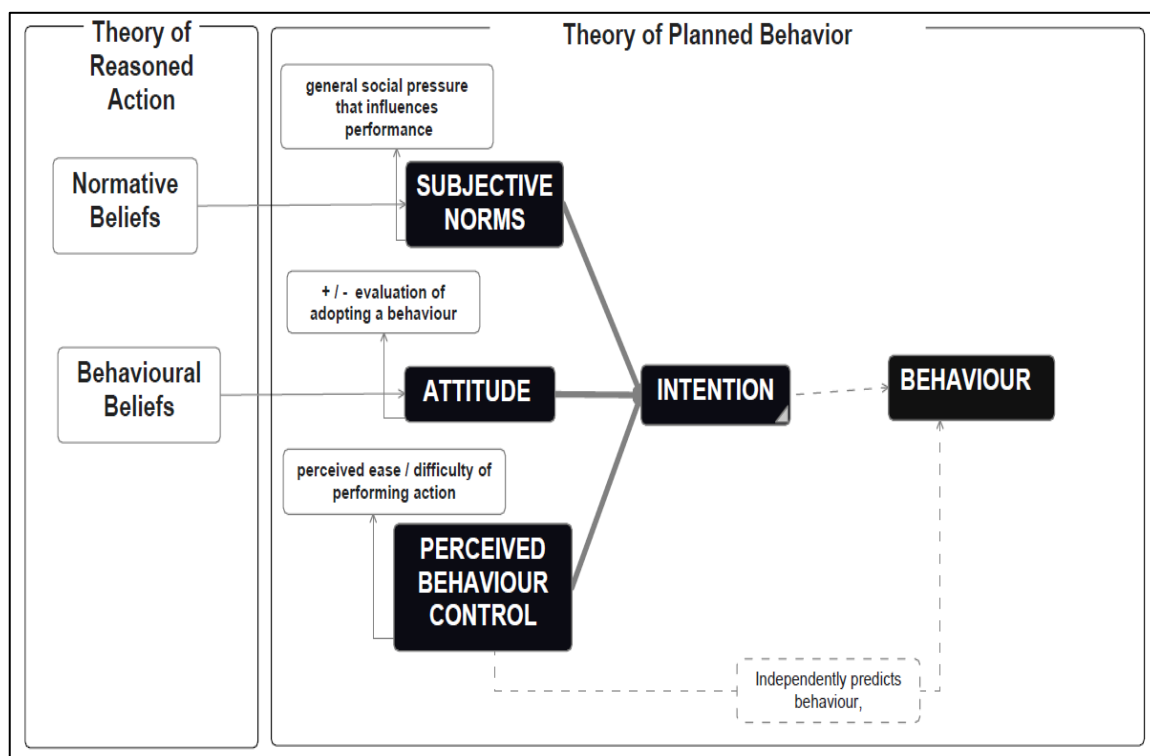 Theory of
Reasoned
Action
Normative
Beliefs
Behavioural
Beliefs
Theory of Planned Behavior
general social pressure
that influences
performance
SUBJECTIVE
NORMS
+ / - evaluation of
adopting a behaviour
ATTITUDE
INTENTION
BEHAVIOUR
perceived ease / difficulty of
performing action
PERCEIVED
BEHAVIOUR
CONTROL
Independently predicts
behaviour,